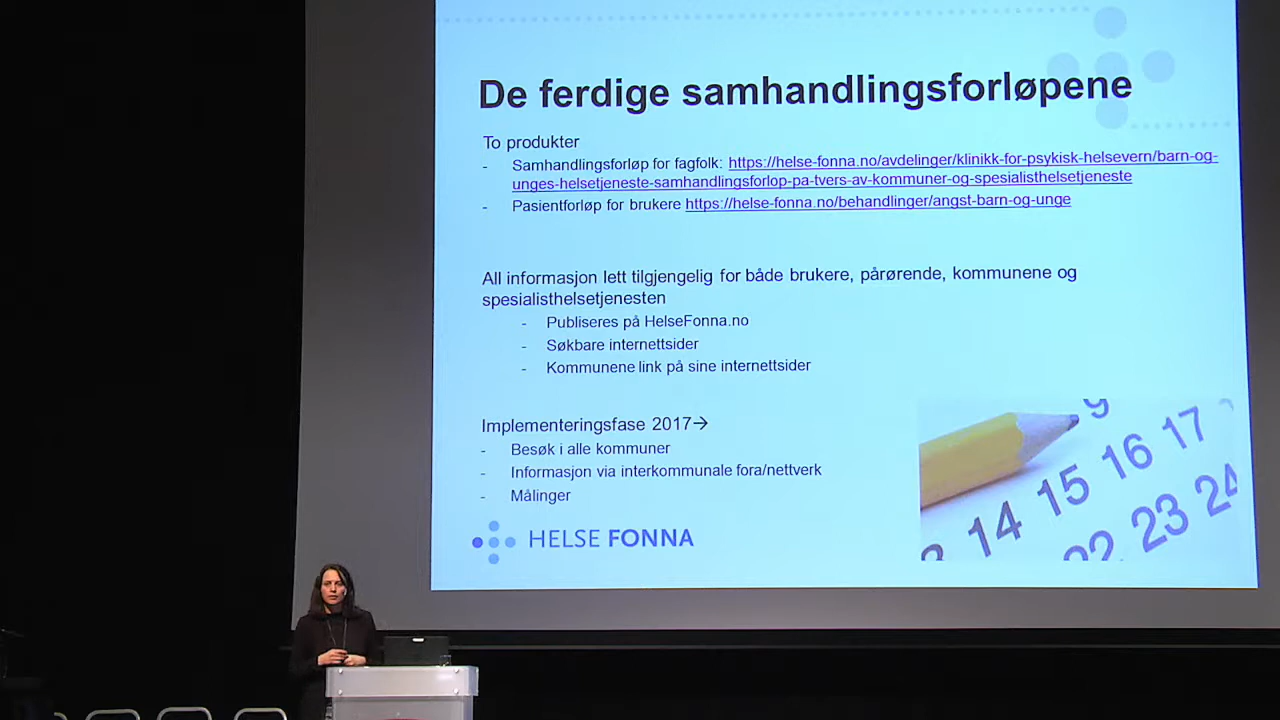 De ferdige samhandlingsforløpene
To produkter
- Samhandlingsforløp for fagfolk: https://helse-fonna.no/avdelinger/klinikk-for-psykisk-helsevern/barn-og-
unges-helsetjeneste-samhandlingsforlop-pa-tvers-av-kommuner-og-spesialisthelsetjeneste
- Pasientforløp for brukere https://helse-fonna.no/behandlinger/angst-barn-og-unge
All informasjon lett tilgjengelig for både brukere, pårørende, kommunene og
spesialisthelsetjenesten
- Publiseres på HelseFonna.no
- Søkbare internettsider
- Kommunene link på sine internettsider
Implementeringsfase 2017→
- Besøk i alle kommuner
- Informasjon via interkommunale fora/nettverk
- Målinger
HELSE FONNA
9
14 15 16 17
22 23 24